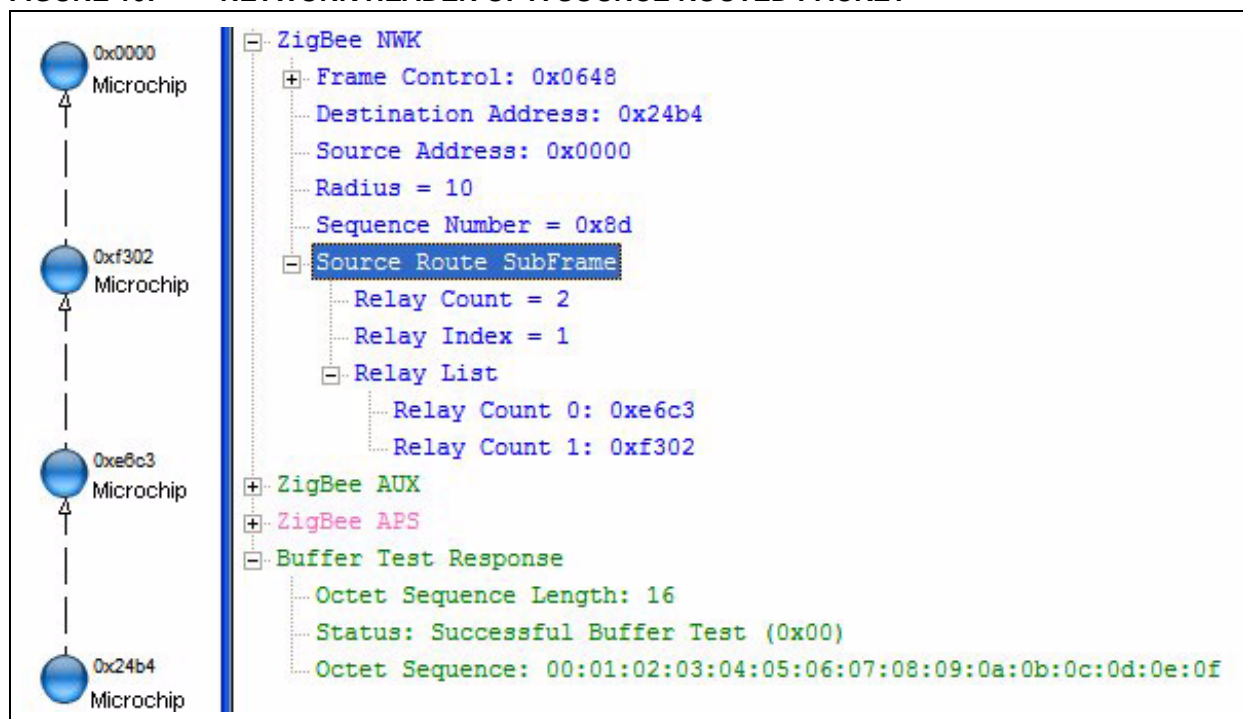 0x0000
Microchip
0xf302
Microchip
0xe6c3
Microchip
0x24b4
Microchip
ZigBee NWK
Frame Control: 0x0648
Destination Address: 0x24b4
Source Address: 0x0000
Radius = 10
Sequence Number = 0x8d
Source Route SubFrame
Relay Count = 2
Relay Index = 1
Relay List
Relay Count 0: 0xe6c3
Relay Count 1: 0xf302
ZigBee AUX
ZigBee APS
Buffer Test Response
Octet Sequence Length: 16
Status: Successful Buffer Test (0x00)
Octet Sequence: 00:01:02:03:04:05:06:07:08:09:0a:0b:0c:0d:0e:0f